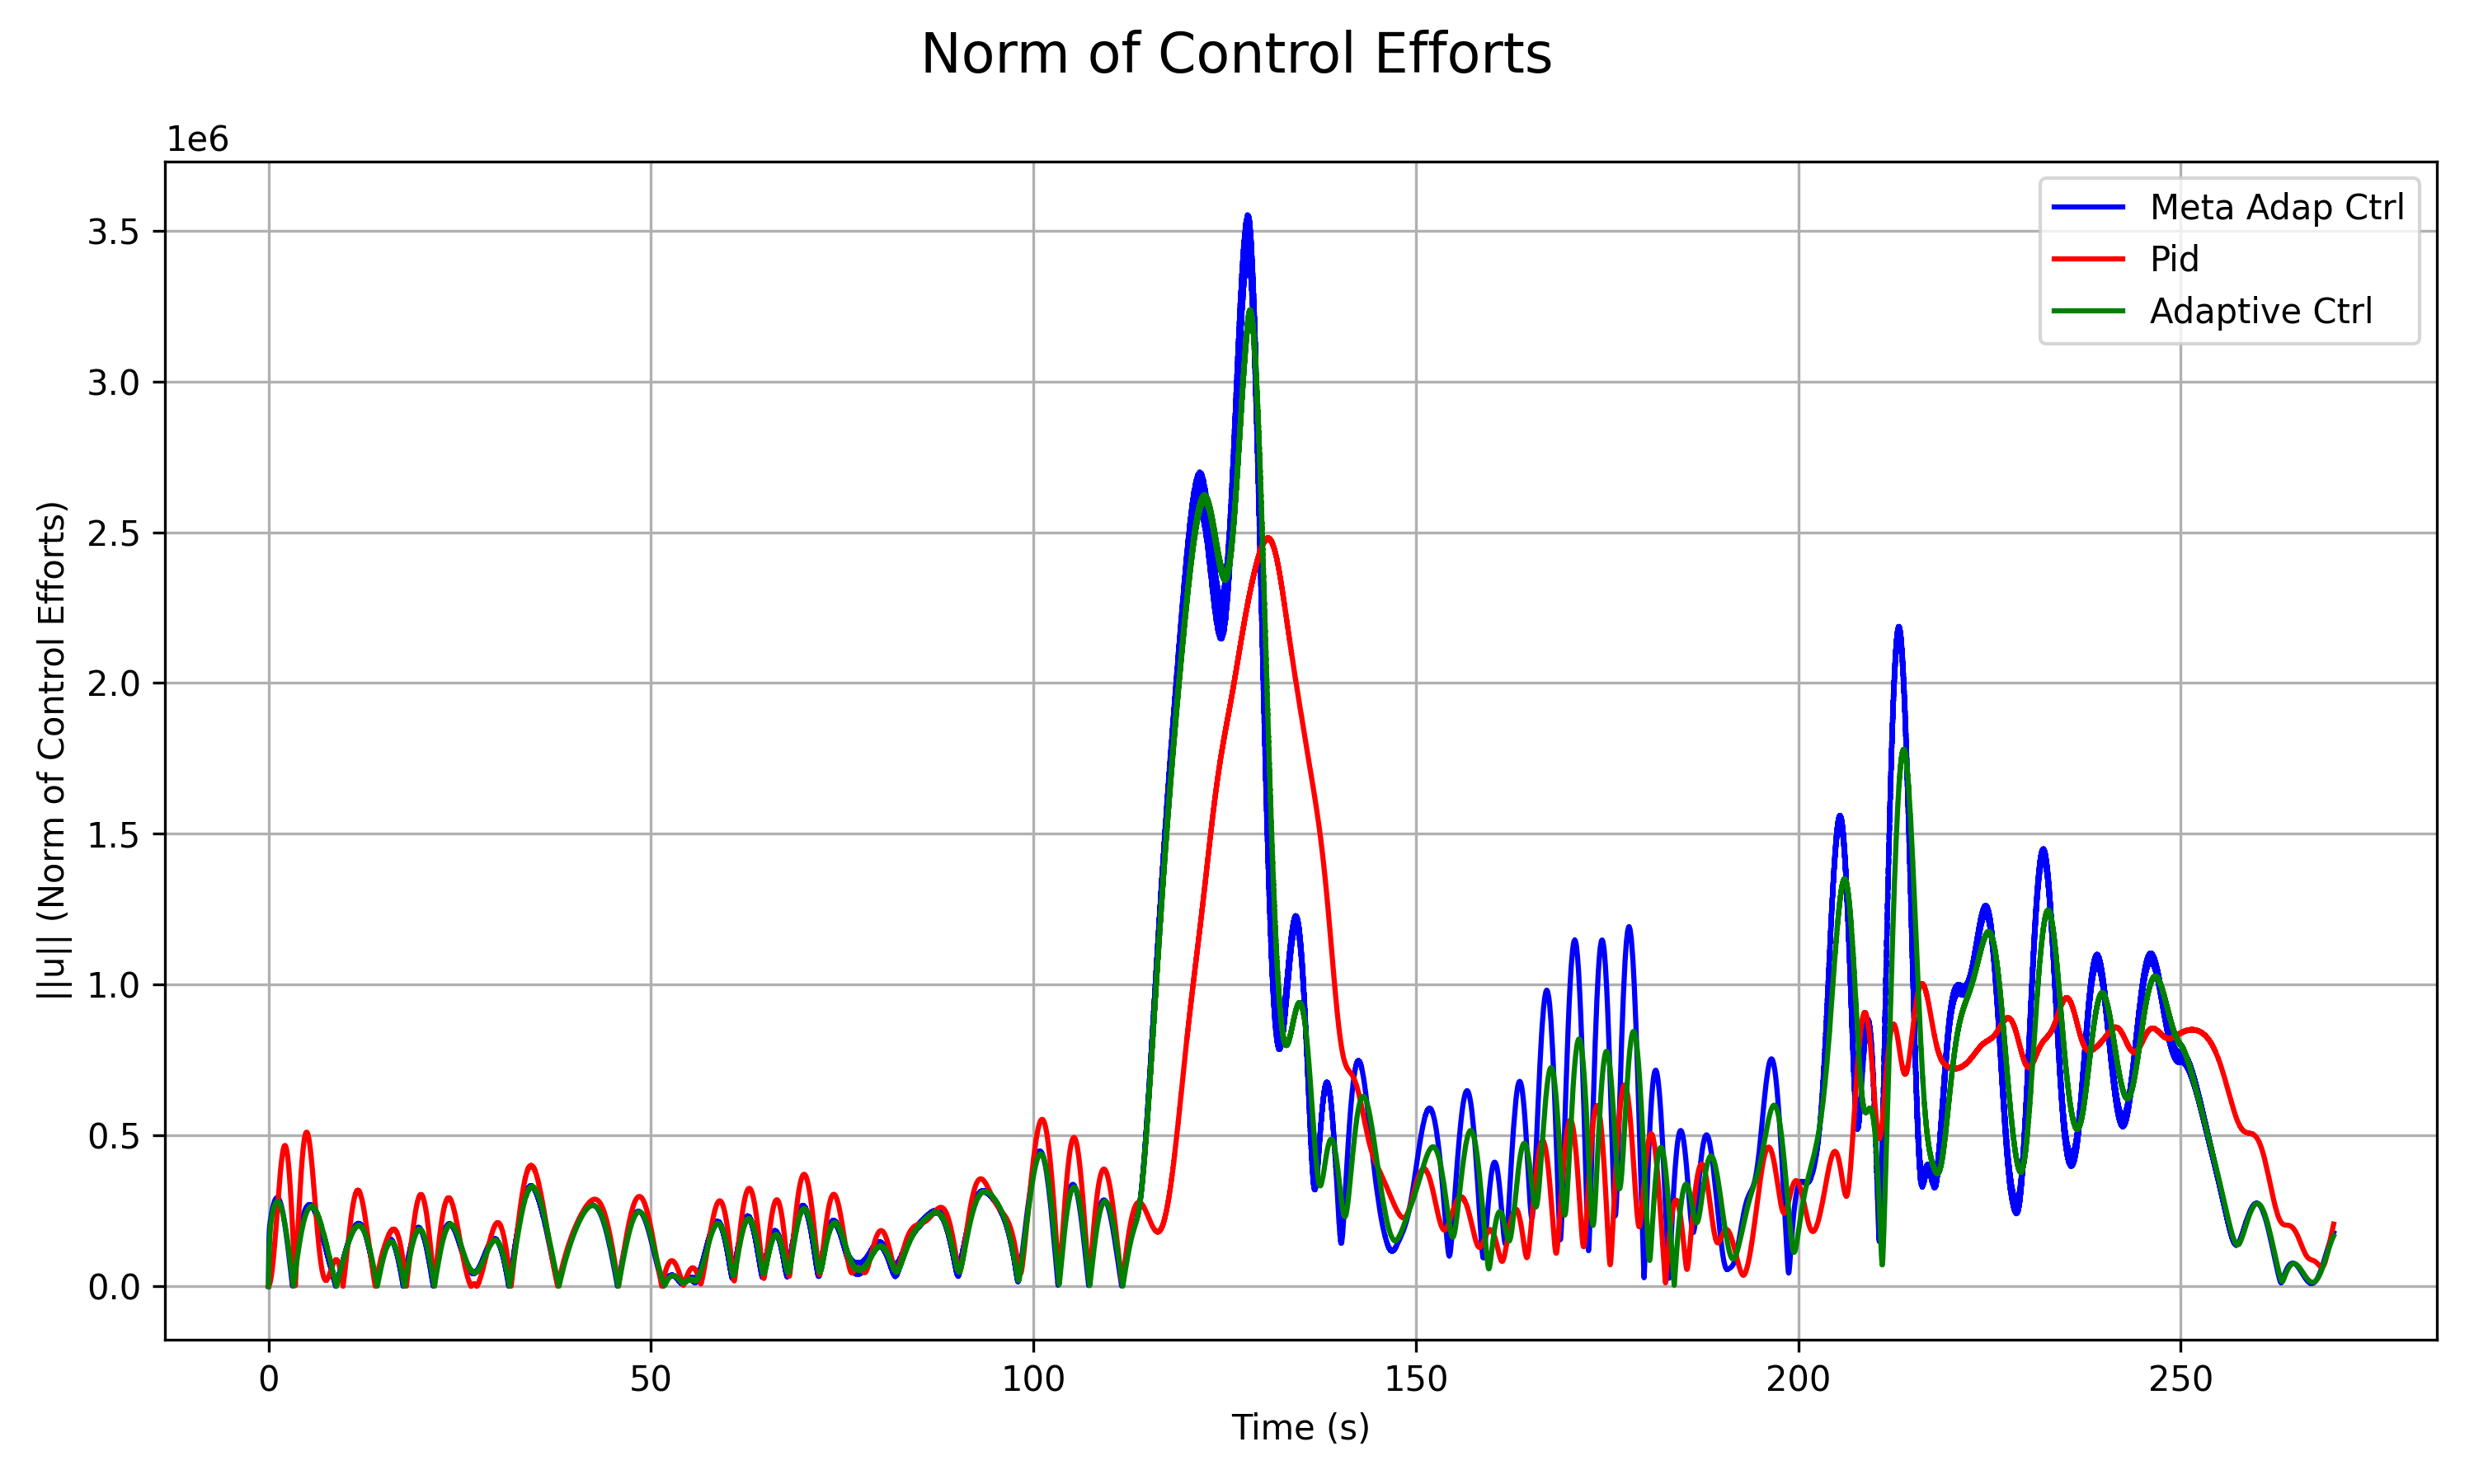 Norm of Control Efforts
1e6
Meta Adap Ctrl
Pid
Adaptive Ctrl
3.5
3.0
2.5
2.0
1.5
1.0
0.5
0.0
||u|| (Norm of Control Efforts)
0 50 100 150 200 250
Time (s)